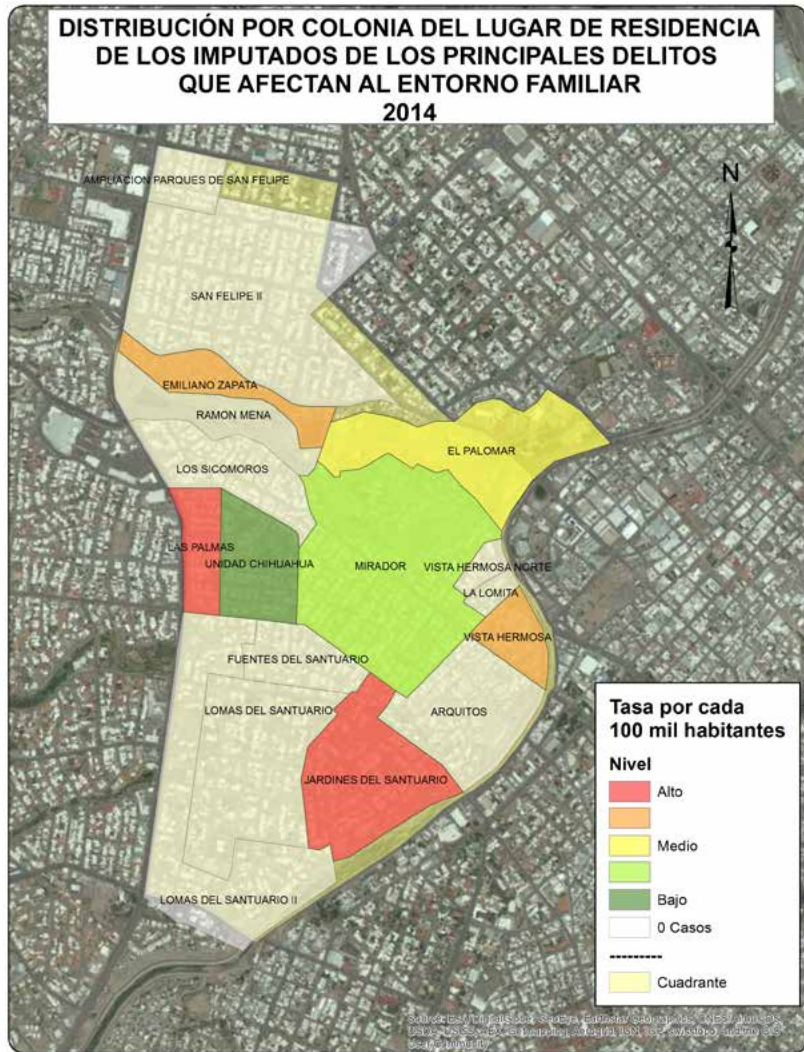 DISTRIBUCIÓN POR COLONIA DEL LUGAR DE RESIDENCIA
DE LOS IMPUTADOS DE LOS PRINCIPALES DELITOS
QUE AFECTAN AL ENTORNO FAMILIAR
2014
N
AMPLIACION PARQUES DE SAN FELIPE
SAN FELIPE II
EMILIANO ZAPATA
RAMON MENA
EL PALOMAR
LOS SICOMOROS
LAS PALMAS
UNIDAD CHIHUAHUA
MIRADOR
VISTA HERMOSA NORTE
LA LOMITA
VISTA HERMOSA
FUENTES DEL SANTUARIO
LOMAS DEL SANTUARIO
ARQUITOS
JARDINES DEL SANTUARIO
LOMAS DEL SANTUARIO II
Tasa por cada
100 mil habitantes
Nivel
Alto
Medio
Bajo
0 Casos
Cuadrante